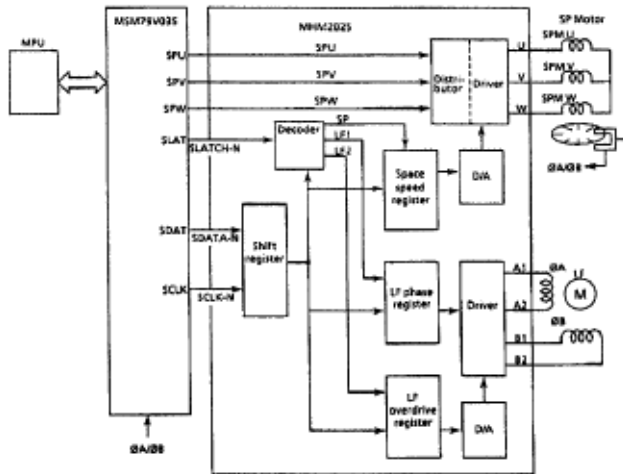 MSM79V035
MHM2025
SP Motor
MPU
SPU
SPU
U
SPM U
SPV
SPV
Distributor
Driver
V
SPM V
SPW
SPW
W
SPM W
SP
SLAT
SLATCH-N
Decoder
LF1
LF2
ØA/ØB
Space
speed
register
D/A
SDAT
SDATA-N
Shift
register
SCLK
SCLK-N
A1
ØA
LF
M
LF phase
register
Driver
A2
B1
ØB
B2
LF
overdrive
register
D/A
ØA/ØB